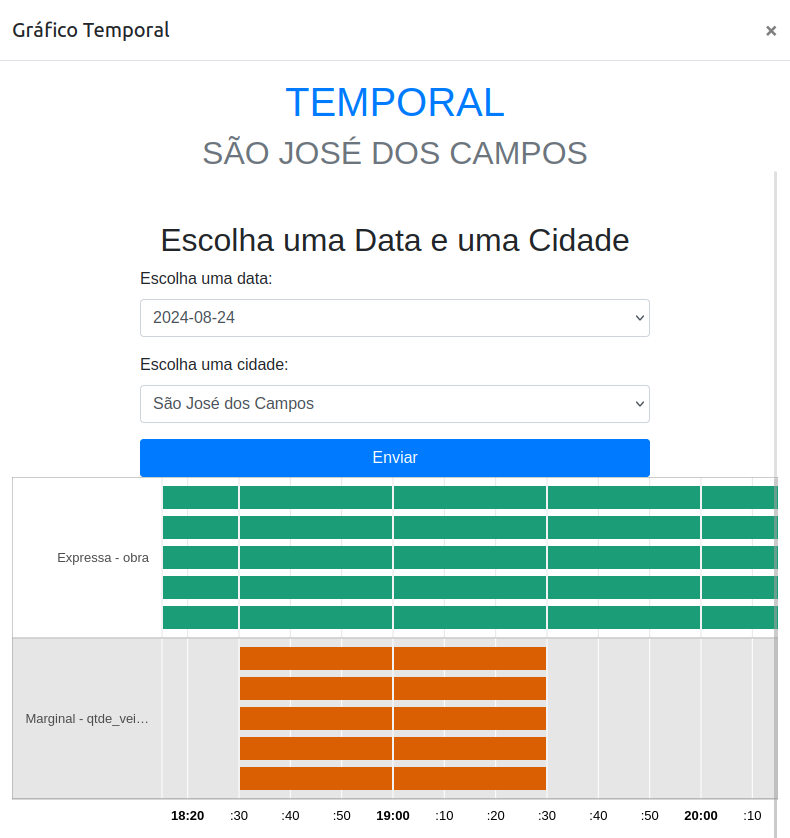 Gráfico Temporal ×
TEMPORAL
SÃO JOSÉ DOS CAMPOS
Escolha uma Data e uma Cidade
Escolha uma data:
2024-08-24
Escolha uma cidade:
São José dos Campos
Enviar
Expressa - obra
Marginal - qtde_vei…
18:20 :30 :40 :50 19:00 :10 :20 :30 :40 :50 20:00 :10